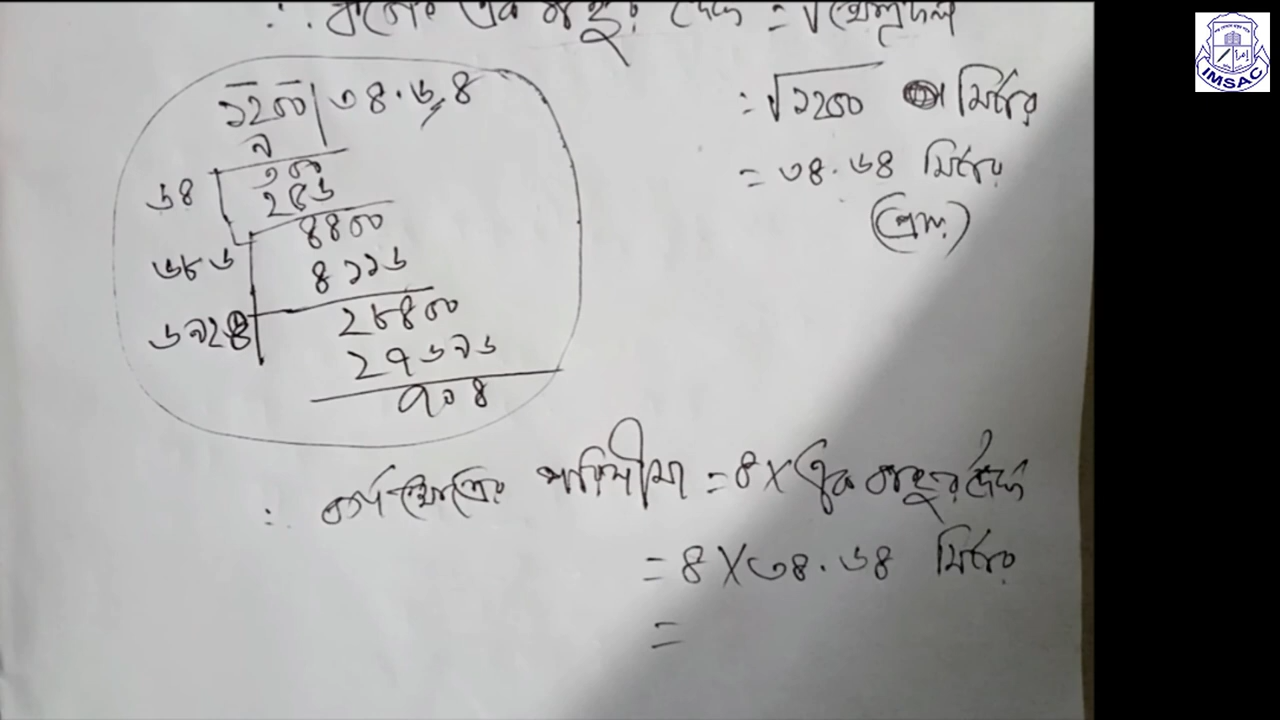 ∴ বর্গের এক বাহুর দৈর্ঘ্য = √ক্ষেত্রফল
= √১২০০ মিটার
= ৩৪.৬৪ মিটার
(প্রায়)
১২০০ | ৩৪.৬৪
৯
৬৪ ৩০০
২৫৬
৬৮৬ ৪৪০০
৪১১৬
৬৯২৪ ২৮৪০০
২৭৬৯৬
৭০৪
∴ বর্গক্ষেত্রের পরিসীমা = ৪ × এক বাহুর দৈর্ঘ্য
= ৪ × ৩৪.৬৪ মিটার
=
IMSAC